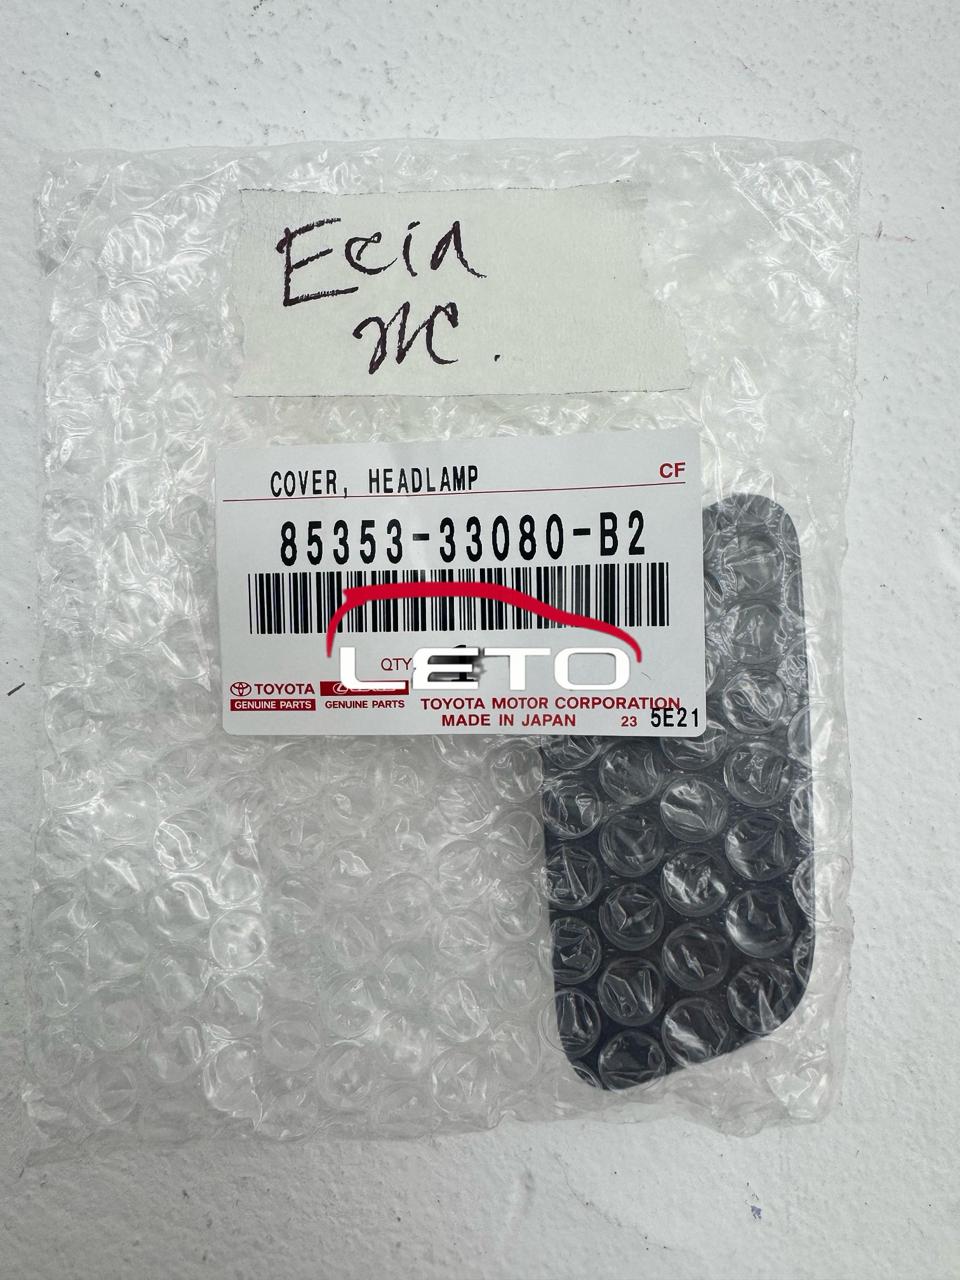 Ecia
MC.
COVER, HEADLAMP
CF
85353-33080-B2
LETO
QTY
TOYOTA
GENUINE PARTS
GENUINE PARTS
TOYOTA MOTOR CORPORATION
MADE IN JAPAN
23 5E21